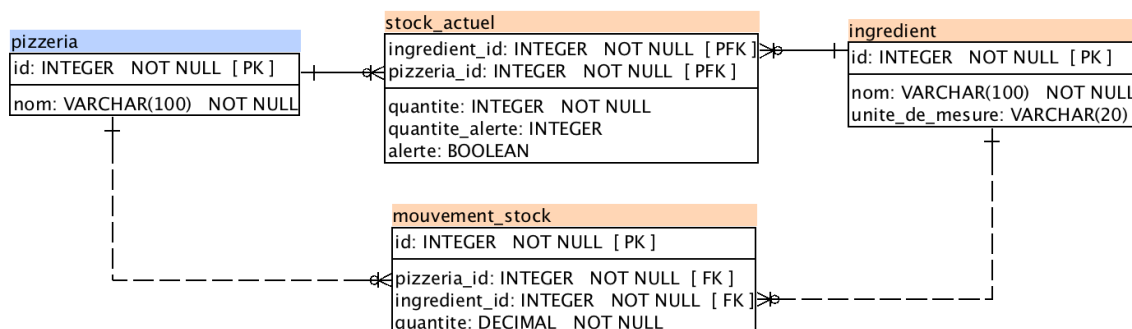 pizzeria
id: INTEGER NOT NULL [ PK ]
nom: VARCHAR(100) NOT NULL
stock_actuel
ingredient_id: INTEGER NOT NULL [ PFK ]
pizzeria_id: INTEGER NOT NULL [ PFK ]
quantite: INTEGER NOT NULL
quantite_alerte: INTEGER
alerte: BOOLEAN
ingredient
id: INTEGER NOT NULL [ PK ]
nom: VARCHAR(100) NOT NULL
unite_de_mesure: VARCHAR(20)
mouvement_stock
id: INTEGER NOT NULL [ PK ]
pizzeria_id: INTEGER NOT NULL [ FK ]
ingredient_id: INTEGER NOT NULL [ FK ]
quantite: DECIMAL NOT NULL